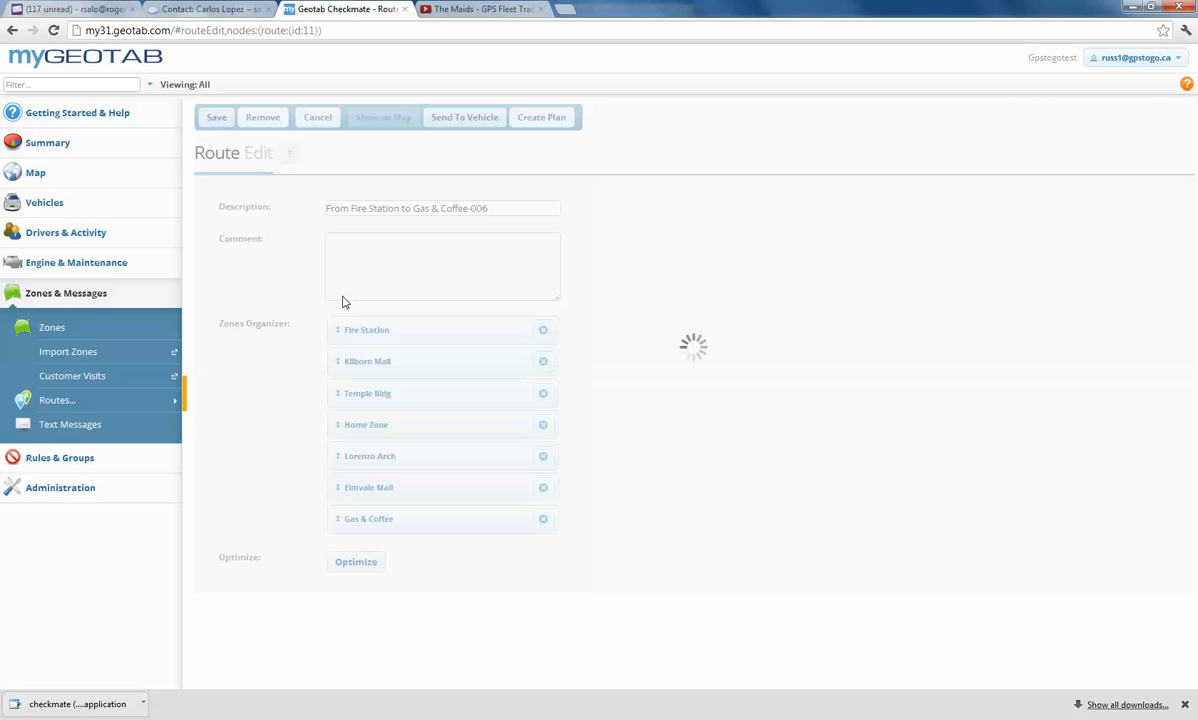 (117 unread) - rsalo@roger
Contact: Carlos Lopez ~ sa
Geotab Checkmate - Route
The Maids - GPS Fleet Trac
my31.geotab.com/#routeEdit,nodes:(route:(id:11))
myGEOTAB
Gpstogotest
russ1@gpstogo.ca
Filter...
Viewing: All
Getting Started & Help
Summary
Map
Vehicles
Drivers & Activity
Engine & Maintenance
Zones & Messages
Zones
Import Zones
Customer Visits
Routes...
Text Messages
Rules & Groups
Administration
Save
Remove
Cancel
Show on Map
Send To Vehicle
Create Plan
Route Edit
?
Description:
From Fire Station to Gas & Coffee-006
Comment:
Zones Organizer:
Fire Station
Kilborn Mall
Temple Bldg
Home Zone
Lorenzo Arch
Elmvale Mall
Gas & Coffee
Optimize:
Optimize
checkmate (....application
Show all downloads...